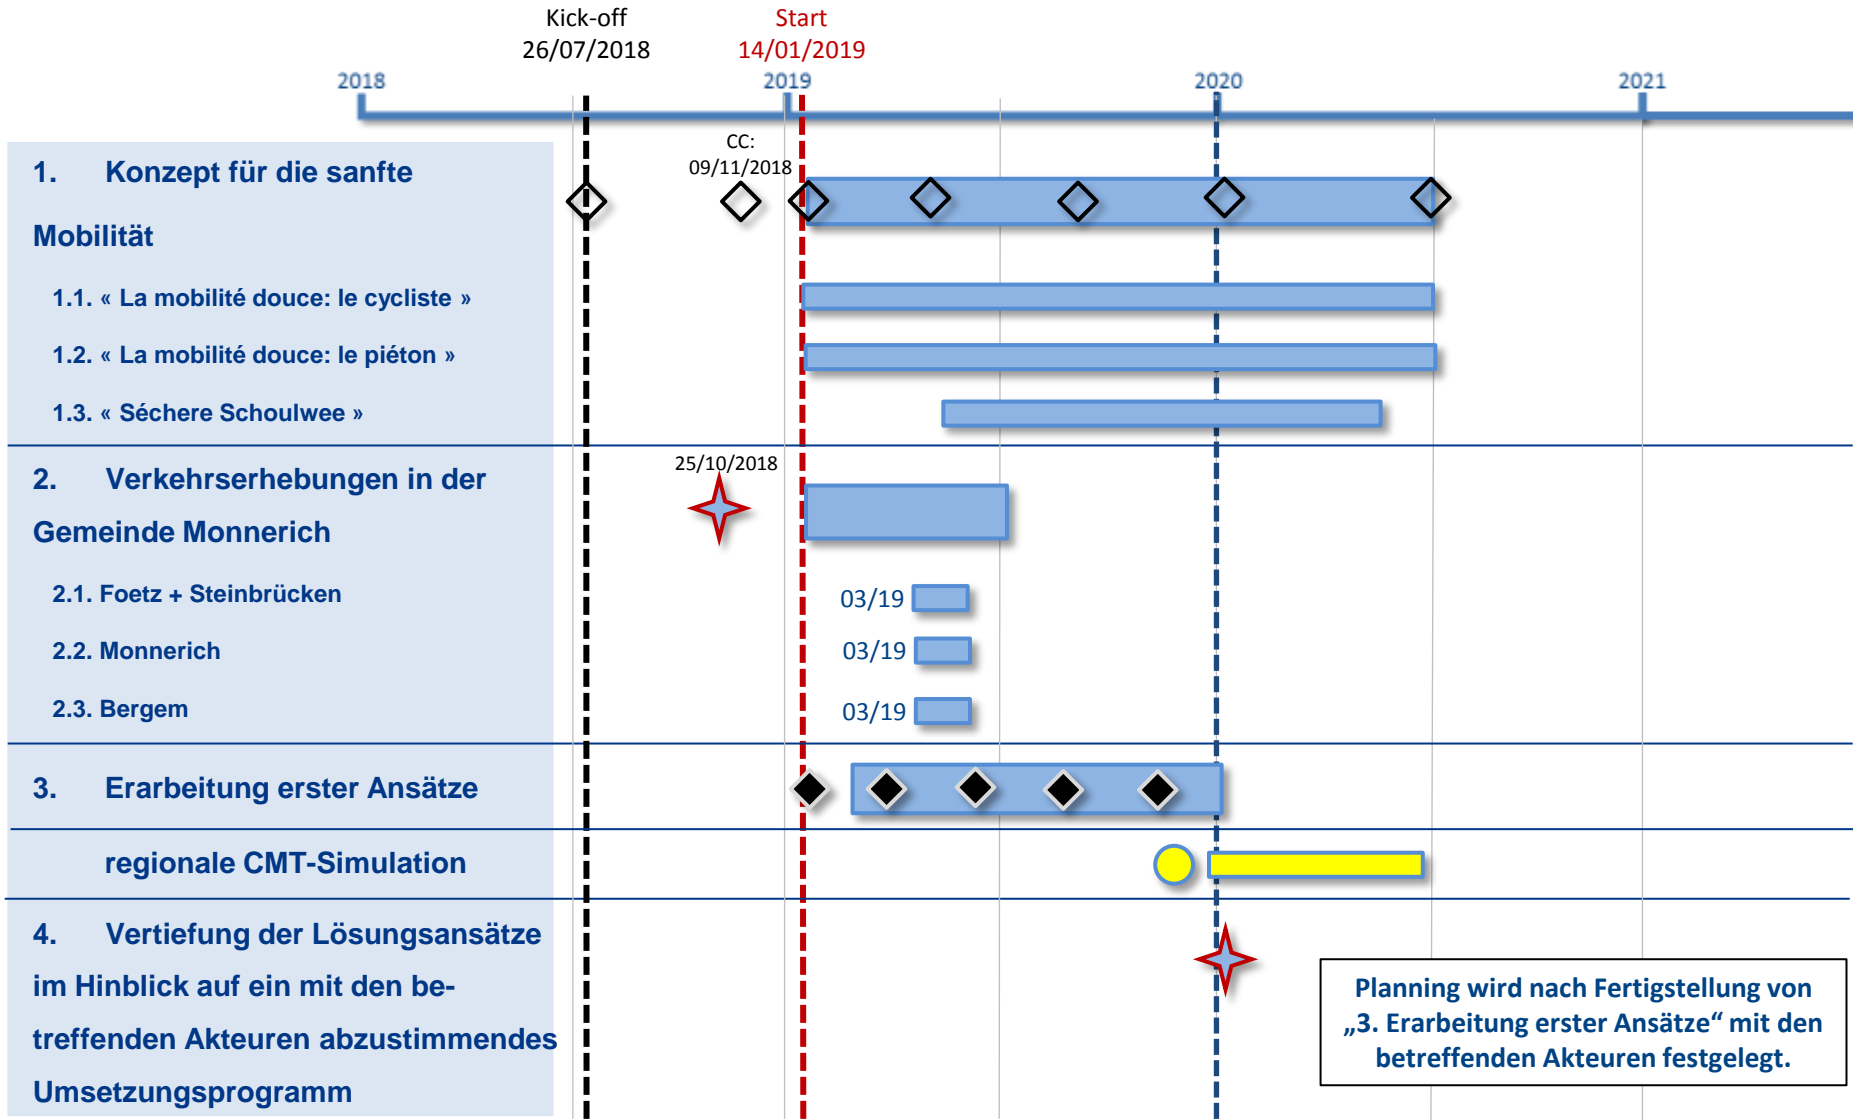 Kick-off
26/07/2018
Start
14/01/2019
2018
2019
2020
2021
CC:
09/11/2018
1. Konzept für die sanfte
Mobilität
1.1. « La mobilité douce: le cycliste »
1.2. « La mobilité douce: le piéton »
1.3. « Séchere Schoulwee »
25/10/2018
2. Verkehrserhebungen in der
Gemeinde Monnerich
2.1. Foetz + Steinbrücken
03/19
2.2. Monnerich
03/19
2.3. Bergem
03/19
3. Erarbeitung erster Ansätze
regionale CMT-Simulation
4. Vertiefung der Lösungsansätze
im Hinblick auf ein mit den be-
treffenden Akteuren abzustimmendes
Umsetzungsprogramm
Planning wird nach Fertigstellung von
„3. Erarbeitung erster Ansätze“ mit den
betreffenden Akteuren festgelegt.